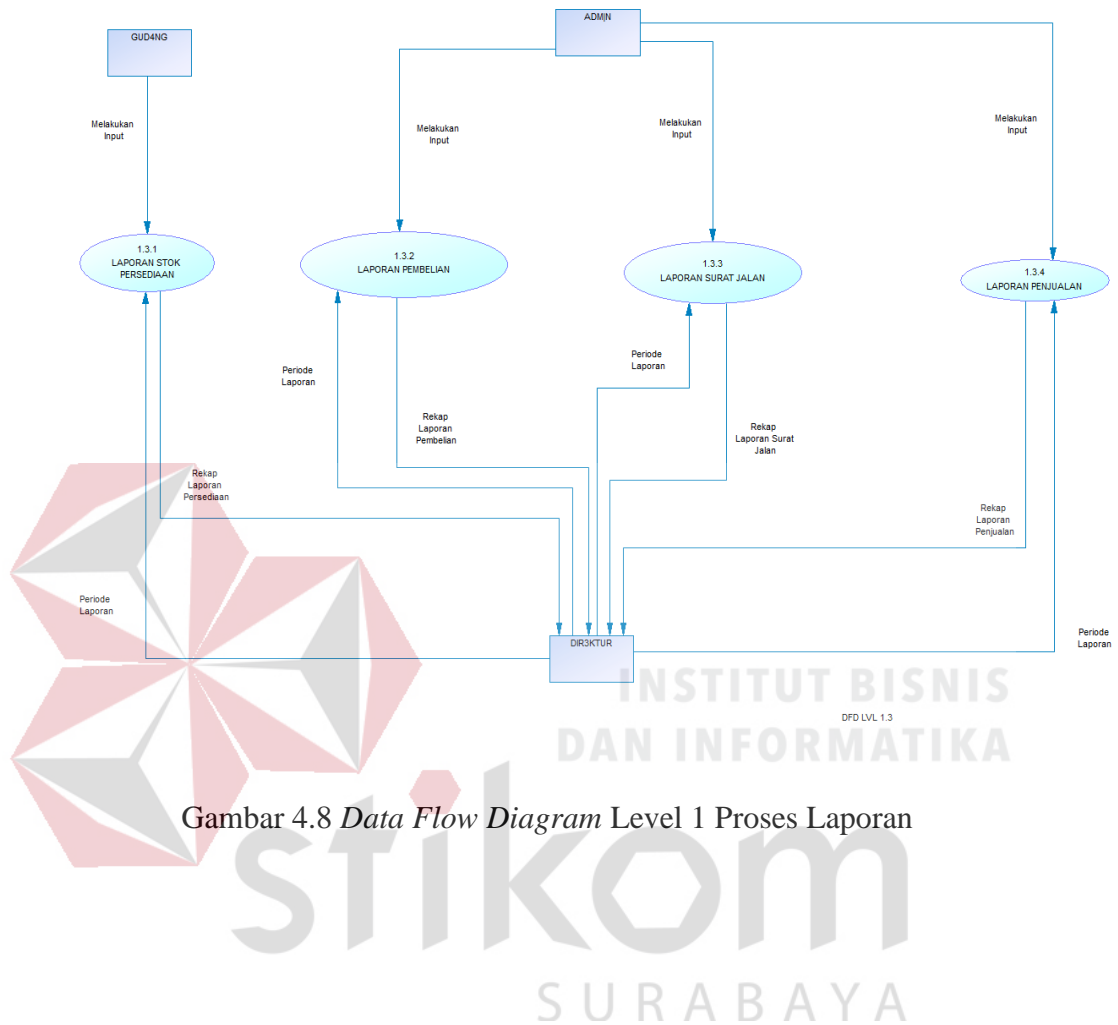 ADM|N
GUD4NG
Melakukan
Input
Melakukan
Input
Melakukan
Input
Melakukan
Input
1.3.1
LAPORAN STOK
PERSEDIAAN
1.3.2
LAPORAN PEMBELIAN
1.3.3
LAPORAN SURAT JALAN
1.3.4
LAPORAN PENJUALAN
Periode
Laporan
Periode
Laporan
Rekap
Laporan
Pembelian
Rekap
Laporan Surat
Jalan
Rekap
Laporan
Persediaan
Rekap
Laporan
Penjualan
Periode
Laporan
Periode
Laporan
DIR3KTUR
INSTITUT BISNIS
DAN INFORMATIKA
DFD LVL 1.3
Gambar 4.8 Data Flow Diagram Level 1 Proses Laporan
stikom
SURABAYA